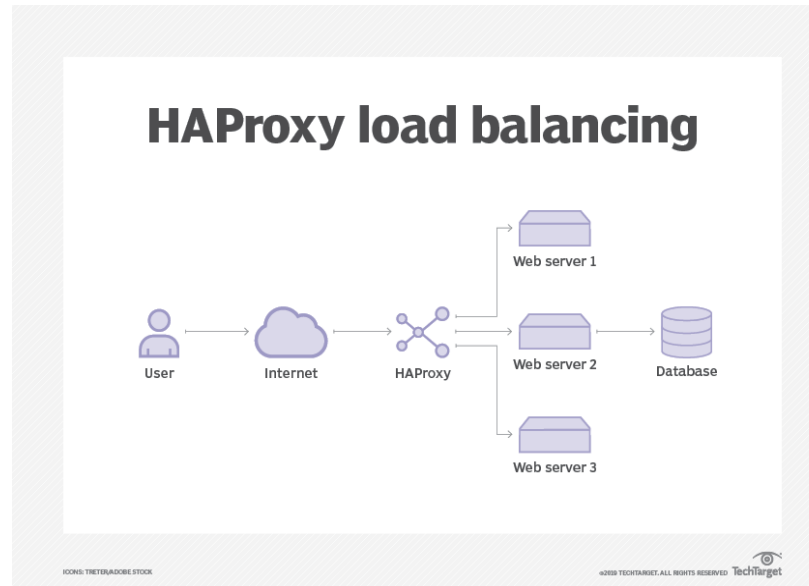 HAProxy load balancing
Web server 1
User
Internet
HAProxy
Web server 2
Database
Web server 3
ICONS: TRETER/ADOBE STOCK
©2018 TECHTARGET. ALL RIGHTS RESERVED TechTarget